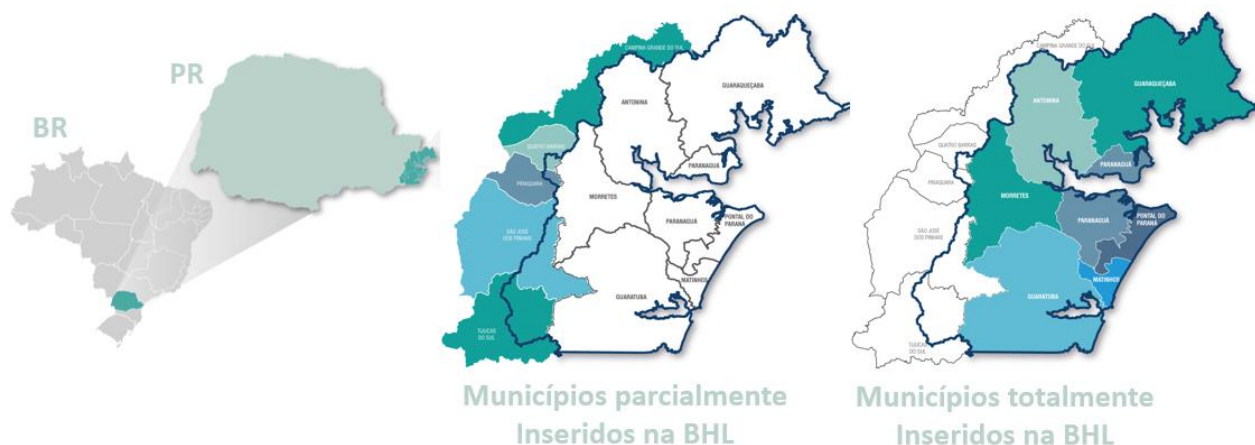 PR
BR
CAMPINA GRANDE DO SUL
GUARAQUEÇABA
ANTONINA
QUATRO BARRAS
PIRAQUARA
PARANAGUÁ
MORRETES
SÃO JOSÉ
DOS PINHAIS
PARANAGUÁ
PONTAL DO
PARANÁ
MATINHOS
GUARATUBA
TIJUCAS
DO SUL
Municípios parcialmente
Inseridos na BHL
CAMPINA GRANDE DO SUL
GUARAQUEÇABA
ANTONINA
QUATRO BARRAS
PIRAQUARA
PARANAGUÁ
MORRETES
SÃO JOSÉ
DOS PINHAIS
PARANAGUÁ
PONTAL DO
PARANÁ
MATINHOS
GUARATUBA
TIJUCAS
DO SUL
Municípios totalmente
Inseridos na BHL